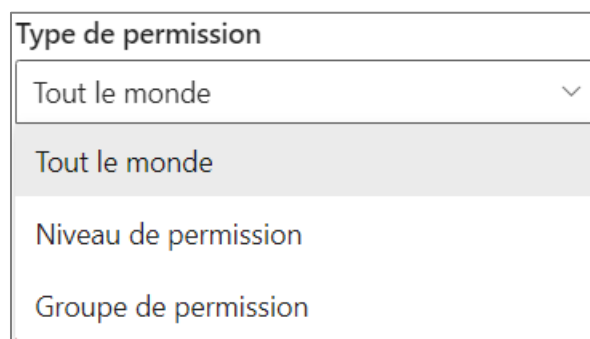 Type de permission
Tout le monde
Tout le monde
Niveau de permission
Groupe de permission